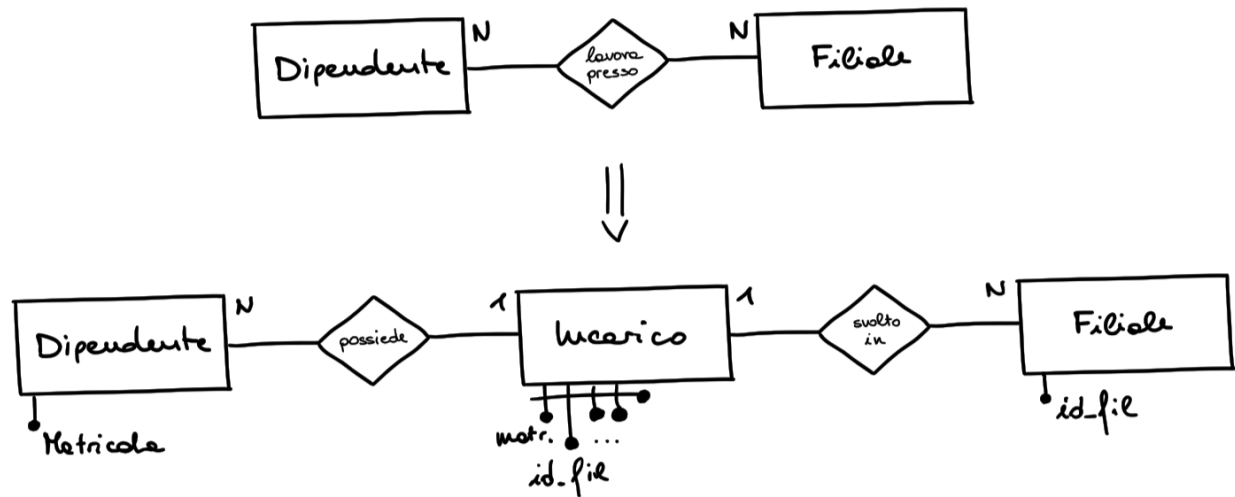 Dipendente N lavora N Filiale
presso
Dipendente N possiede 1 Incarico 1 svolto N Filiale
in
Matricola matr. ... id_fil
id_fil